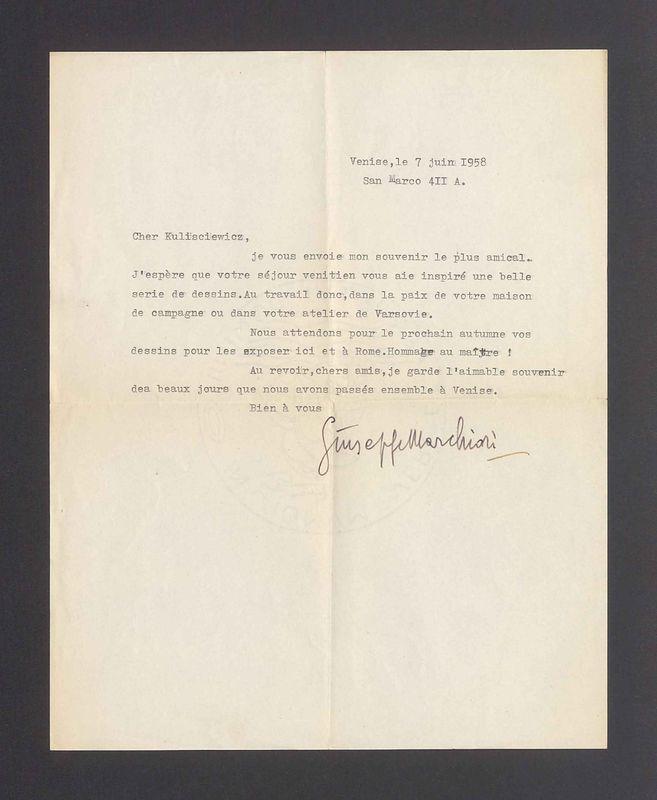 Venise,le 7 juin I958
San Marco 4II A.
Cher Kulisciewicz,
je vous envoie mon souvenir le plus amical.
J'espère que votre séjour venitien vous aie inspiré une belle
serie de dessins.Au travail donc,dans la paix de votre maison
de campagne ou dans votre atelier de Varsovie.
Nous attendons pour le prochain autumne vos
dessins pour les exposer ici et à Rome.Hommage au maître !
Au revoir,chers amis,je garde l'aimable souvenir
dea beaux jours que nous avons passés ensemble à Venise.
Bien à vous
Giuseppe Marchiori